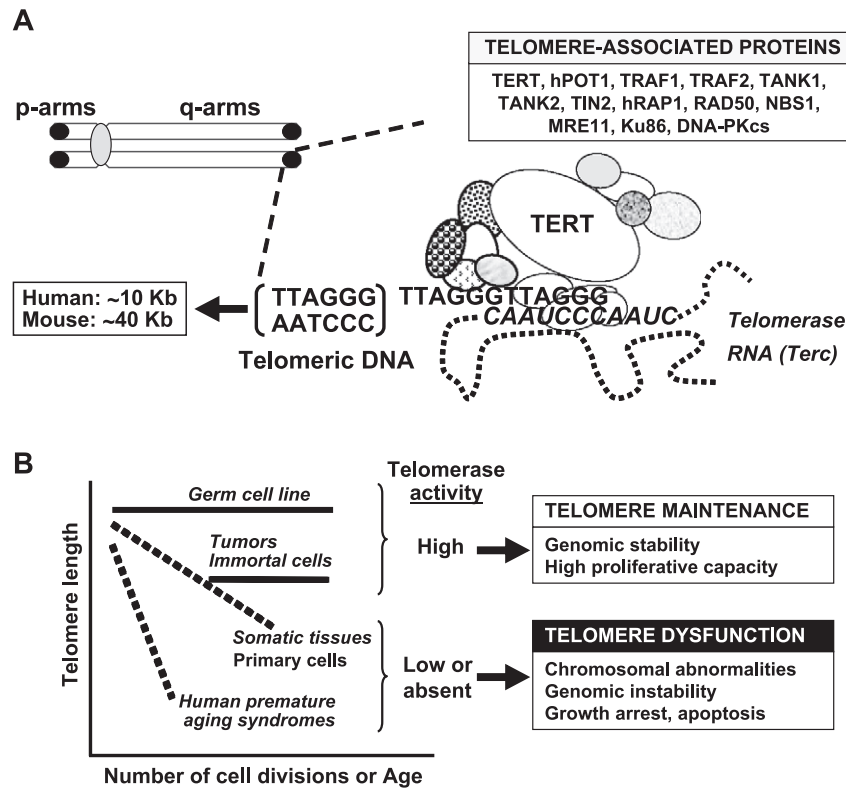 A
TELOMERE-ASSOCIATED PROTEINS
TERT, hPOT1, TRAF1, TRAF2, TANK1,
TANK2, TIN2, hRAP1, RAD50, NBS1,
MRE11, Ku86, DNA-PKcs
p-arms
q-arms
TERT
Human: ~10 Kb
Mouse: ~40 Kb
TTAGGG
AATCCC
TTAGGGTTAGGG
CAAUCCCAAUC
Telomeric DNA
Telomerase
RNA (Terc)
B
Telomere length
Germ cell line
Tumors
Immortal cells
Somatic tissues
Primary cells
Human premature
aging syndromes
Number of cell divisions or Age
Telomerase
activity
High
Low or
absent
TELOMERE MAINTENANCE
Genomic stability
High proliferative capacity
TELOMERE DYSFUNCTION
Chromosomal abnormalities
Genomic instability
Growth arrest, apoptosis